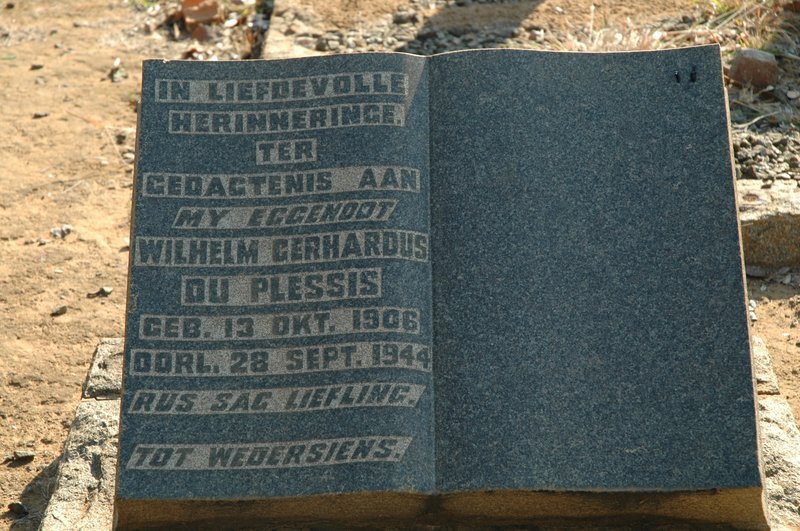 IN LIEFDEVOLLE
HERINNERINGE.
TER
GEDAGTENIS AAN
MY EGGENOOT
WILHELM GERHARDUS
DU PLESSIS
GEB. 13 OKT. 1906
OORL. 28 SEPT. 1944
RUS SAG LIEFLING.
TOT WEDERSIENS.